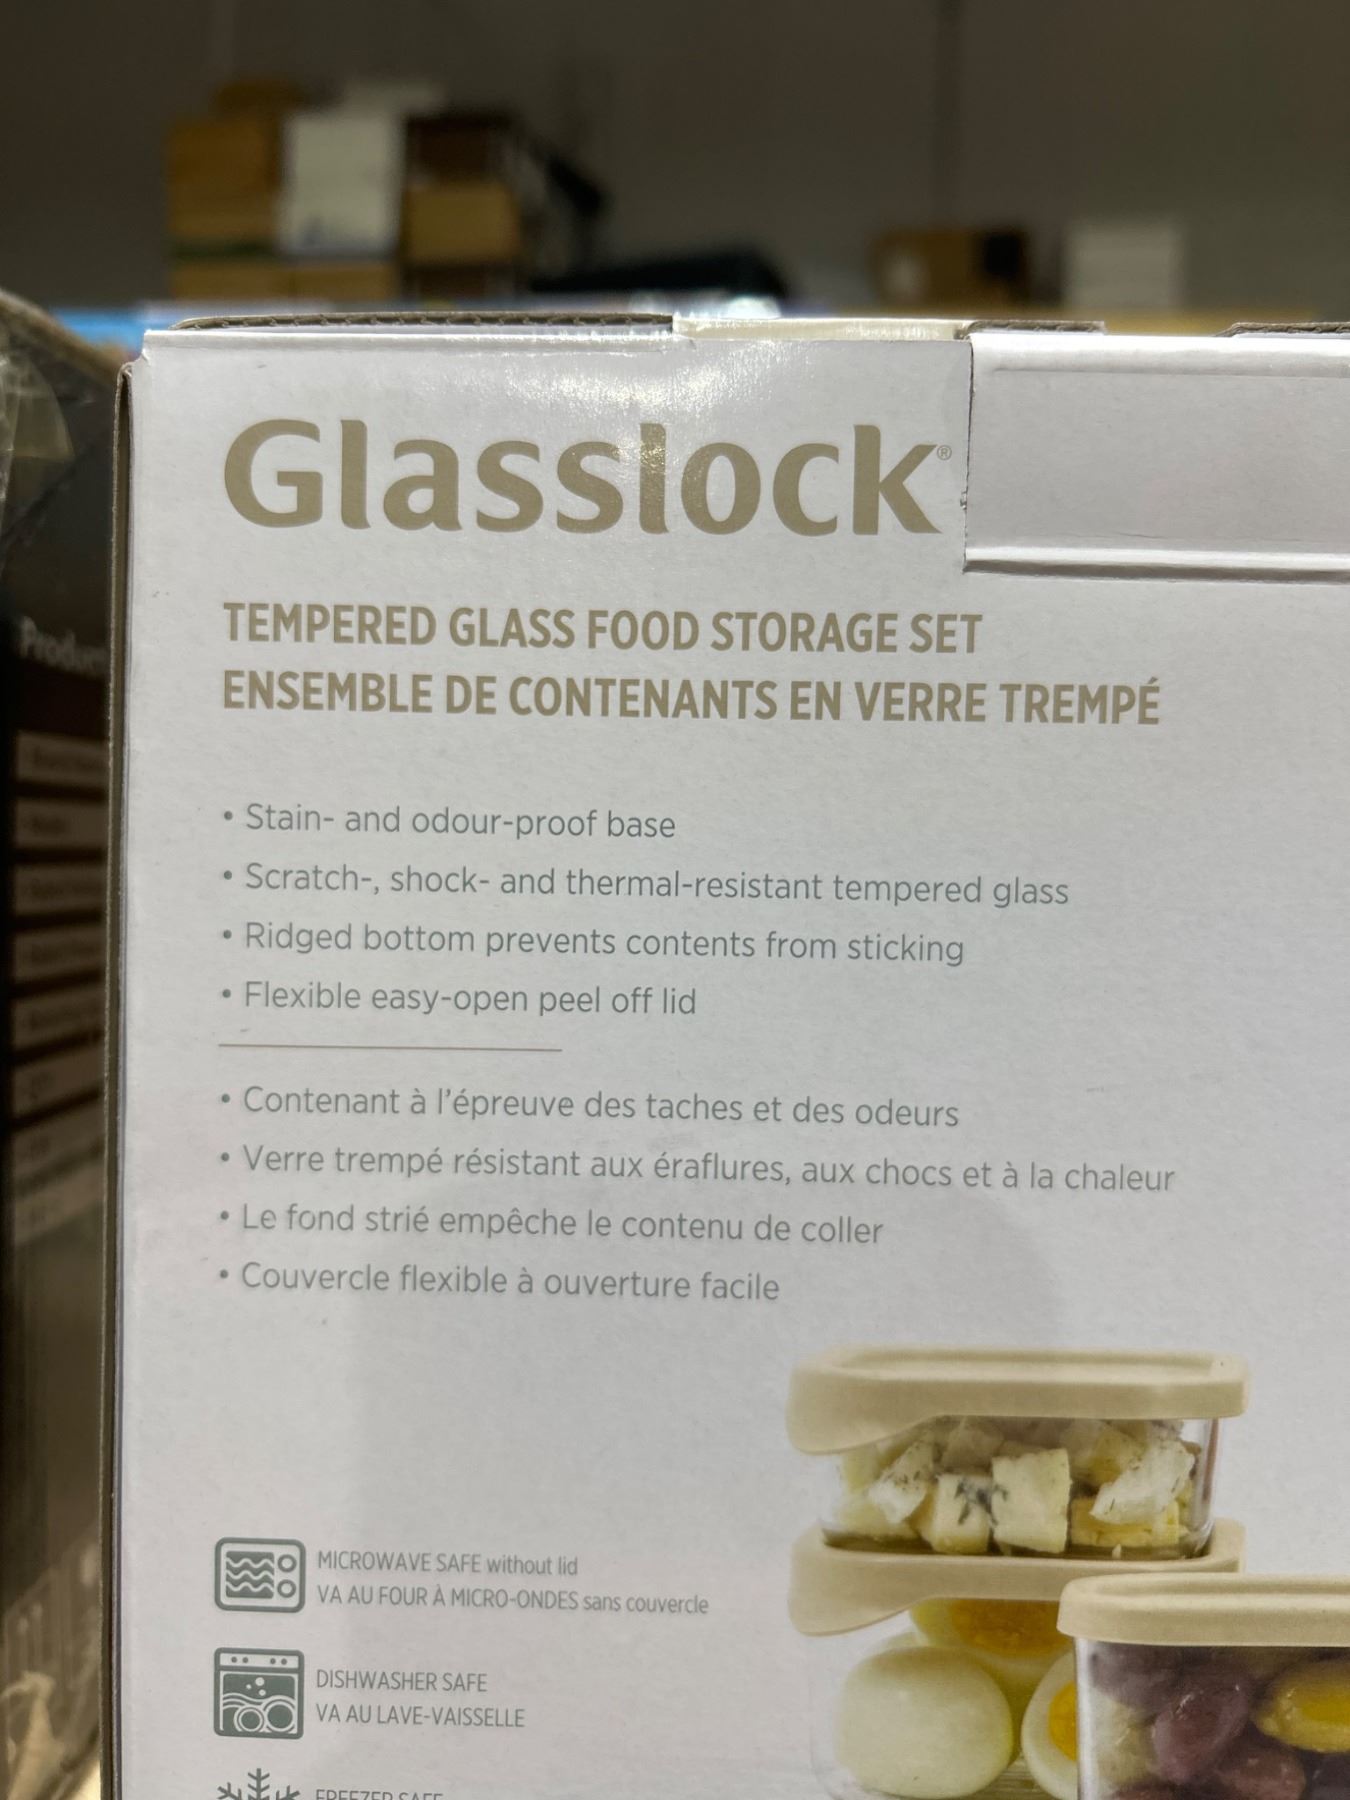 Glasslock®
TEMPERED GLASS FOOD STORAGE SET
ENSEMBLE DE CONTENANTS EN VERRE TREMPÉ
• Stain- and odour-proof base
• Scratch-, shock- and thermal-resistant tempered glass
• Ridged bottom prevents contents from sticking
• Flexible easy-open peel off lid
• Contenant à l'épreuve des taches et des odeurs
• Verre trempé résistant aux éraflures, aux chocs et à la chaleur
• Le fond strié empêche le contenu de coller
• Couvercle flexible à ouverture facile
MICROWAVE SAFE without lid
VA AU FOUR À MICRO-ONDES sans couvercle
DISHWASHER SAFE
VA AU LAVE-VAISSELLE
FREEZER SAFE